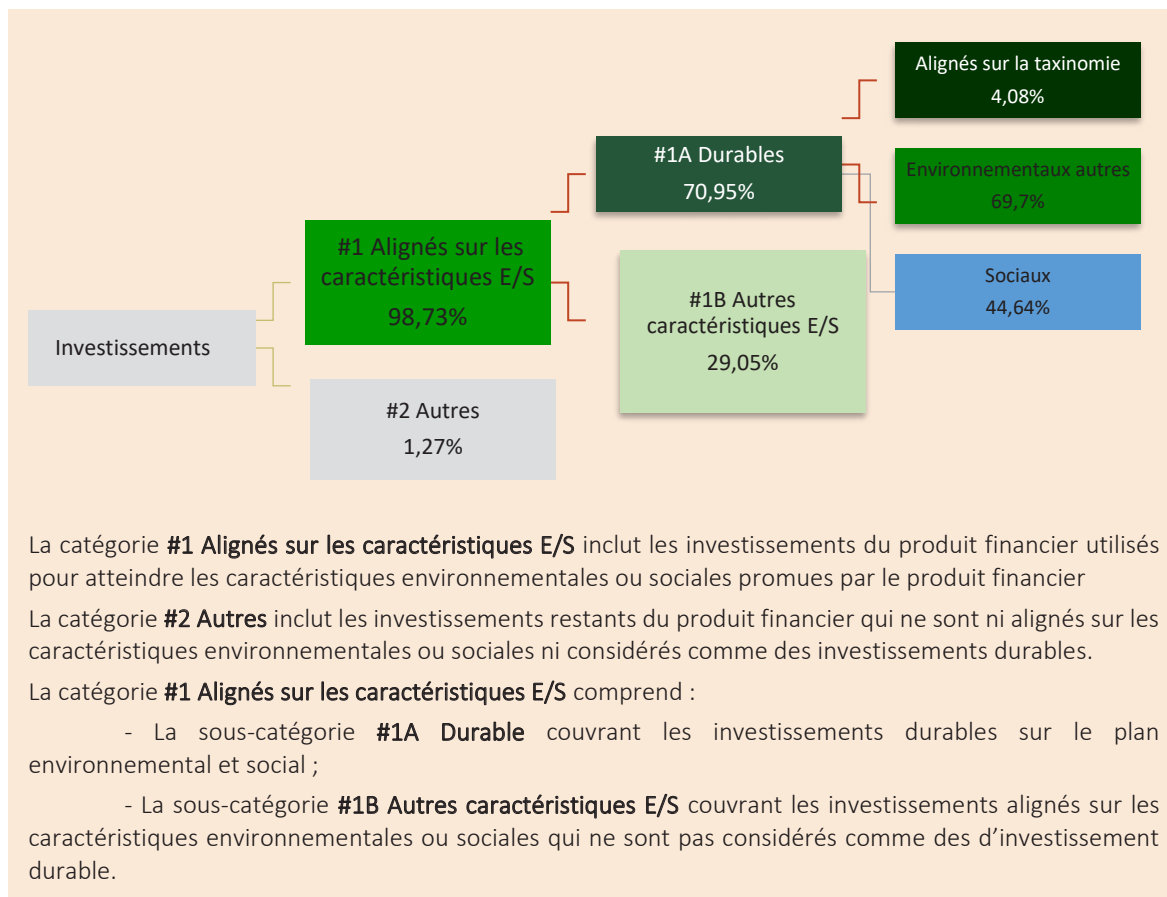 Alignés sur la taxinomie
4,08%
#1A Durables
70,95%
Environnementaux autres
69,7%
#1 Alignés sur les
caractéristiques E/S
98,73%
#1B Autres
caractéristiques E/S
29,05%
Sociaux
44,64%
Investissements
#2 Autres
1,27%
La catégorie #1 Alignés sur les caractéristiques E/S inclut les investissements du produit financier utilisés
pour atteindre les caractéristiques environnementales ou sociales promues par le produit financier
La catégorie #2 Autres inclut les investissements restants du produit financier qui ne sont ni alignés sur les
caractéristiques environnementales ou sociales ni considérés comme des investissements durables.
La catégorie #1 Alignés sur les caractéristiques E/S comprend :
- La sous-catégorie #1A Durable couvrant les investissements durables sur le plan
environnemental et social ;
- La sous-catégorie #1B Autres caractéristiques E/S couvrant les investissements alignés sur les
caractéristiques environnementales ou sociales qui ne sont pas considérés comme des d’investissement
durable.